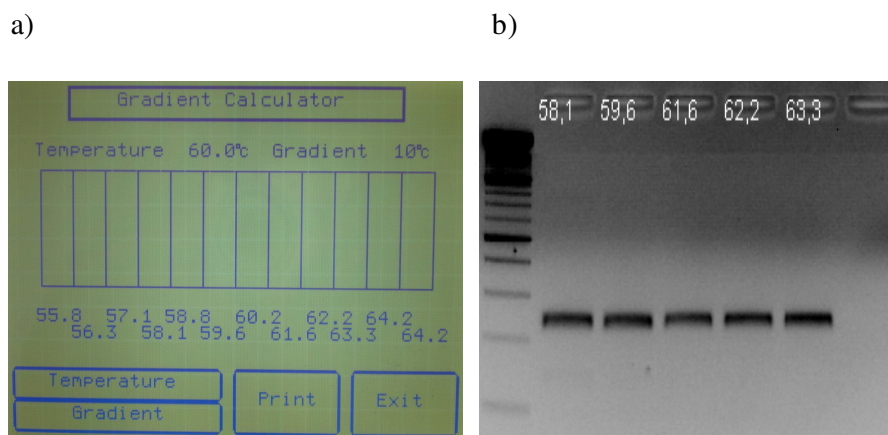 a)
b)
Gradient Calculator
Temperature 60.0°c Gradient 10°c
55.8 57.1 58.8 60.2 62.2 64.2
56.3 58.1 59.6 61.6 63.3 64.2
Temperature
Gradient
Print
Exit
58,1 59,6 61,6 62,2 63,3